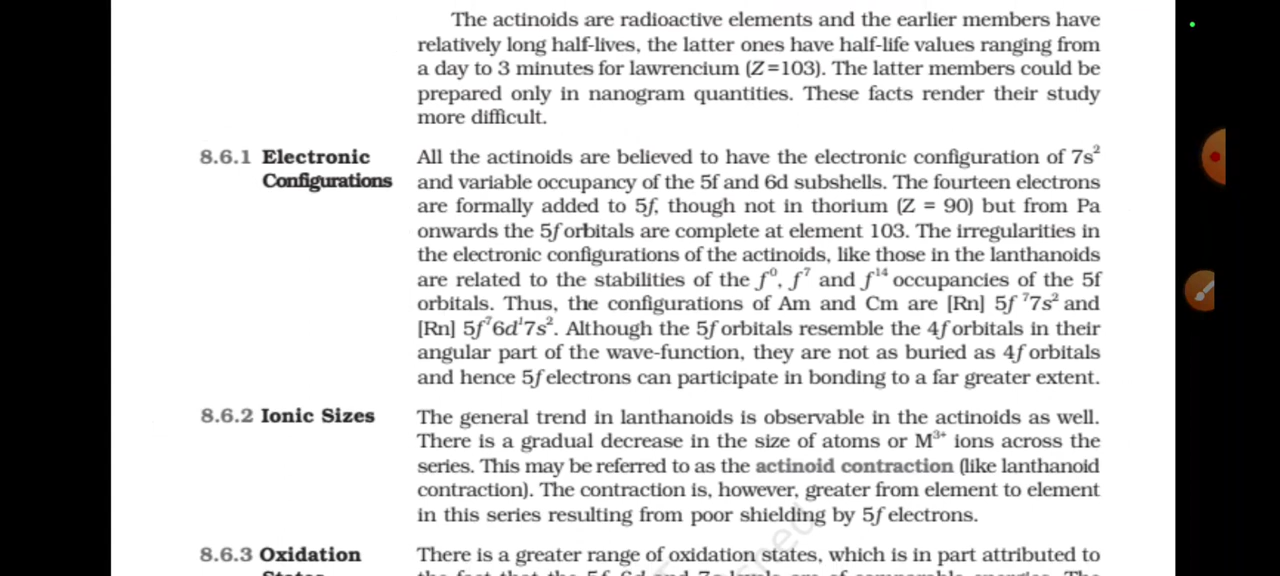 The actinoids are radioactive elements and the earlier members have
relatively long half-lives, the latter ones have half-life values ranging from
a day to 3 minutes for lawrencium (Z=103). The latter members could be
prepared only in nanogram quantities. These facts render their study
more difficult.
8.6.1 Electronic
Configurations
All the actinoids are believed to have the electronic configuration of 7s²
and variable occupancy of the 5f and 6d subshells. The fourteen electrons
are formally added to 5f, though not in thorium (Z = 90) but from Pa
onwards the 5f orbitals are complete at element 103. The irregularities in
the electronic configurations of the actinoids, like those in the lanthanoids
are related to the stabilities of the f⁰, f⁷ and f¹⁴ occupancies of the 5f
orbitals. Thus, the configurations of Am and Cm are [Rn] 5f ⁷7s² and
[Rn] 5f⁷6d¹7s². Although the 5f orbitals resemble the 4f orbitals in their
angular part of the wave-function, they are not as buried as 4f orbitals
and hence 5f electrons can participate in bonding to a far greater extent.
8.6.2 Ionic Sizes
The general trend in lanthanoids is observable in the actinoids as well.
There is a gradual decrease in the size of atoms or M³⁺ ions across the
series. This may be referred to as the actinoid contraction (like lanthanoid
contraction). The contraction is, however, greater from element to element
in this series resulting from poor shielding by 5f electrons.
8.6.3 Oxidation
There is a greater range of oxidation states, which is in part attributed to